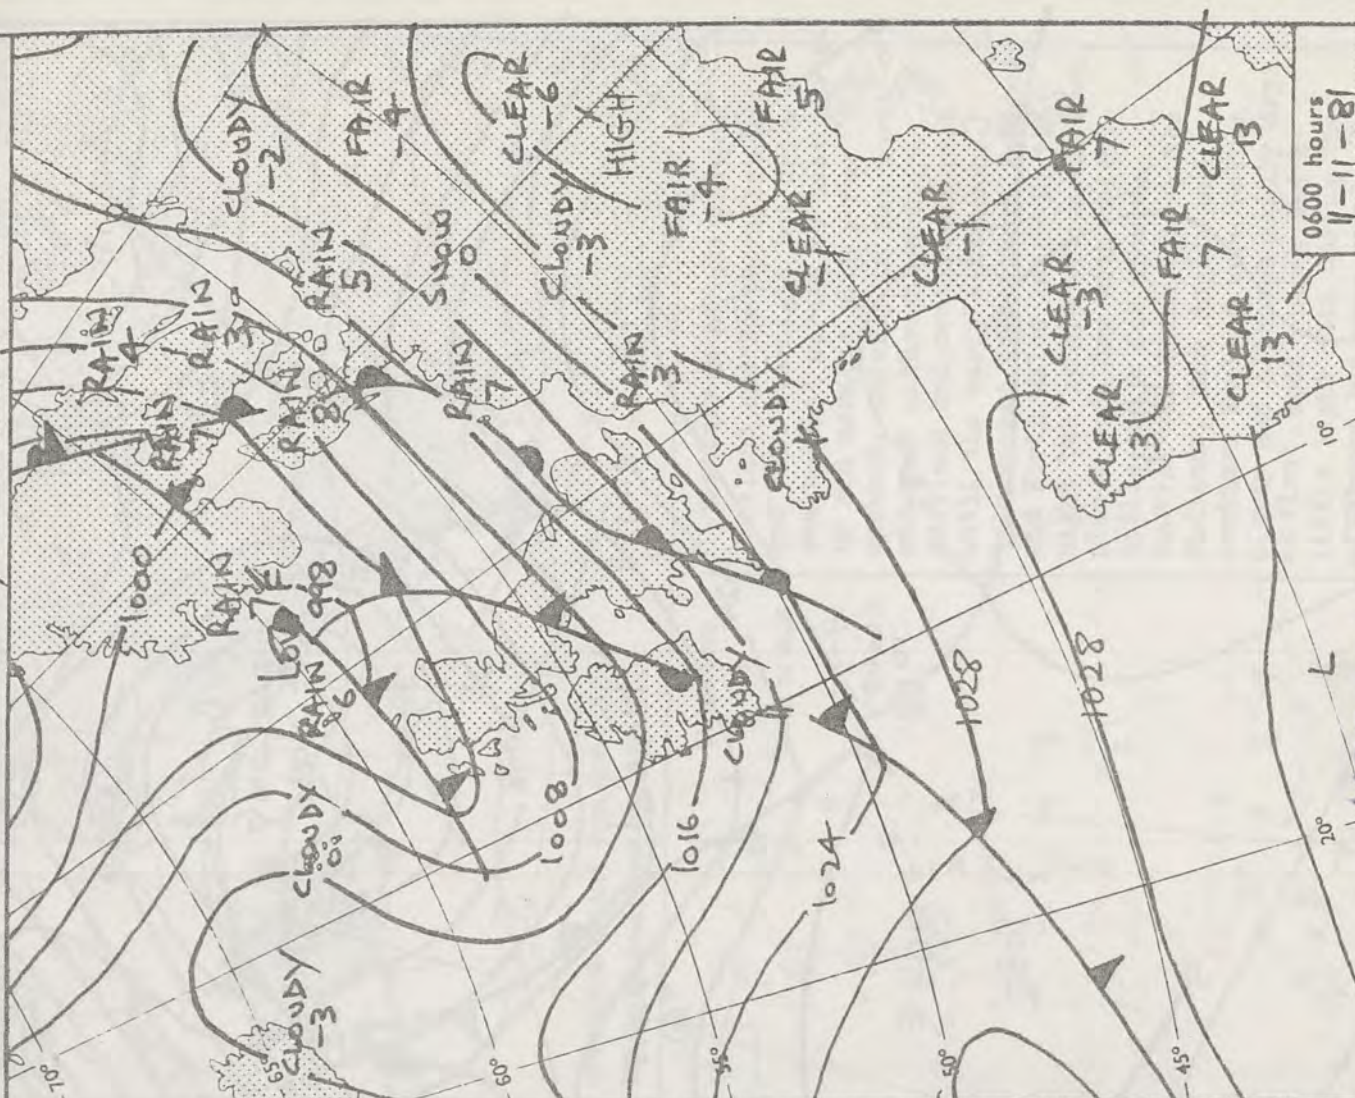 70°
1000
RAIN
4
RAIN
7
RAIN
3
RAIN
7
CLOUDY
-2
65°
CLOUDY
-3
LOW
998
RAIN
8
RAIN
5
CLOUDY
0
RAIN
6
FAIR
-4
SNOW
0
RAIN
7
60°
CLEAR
-6
1008
CLOUDY
-3
HIGH
RAIN
3
FAIR
-4
1016
55°
CLOUDY
FAIR
5
CLOUDY
CLEAR
-1
1024
CLEAR
-1
50°
1028
CLEAR
-3
FAIR
7
1028
CLEAR
3
FAIR
7
45°
CLEAR
13
CLEAR
13
0600 hours
11-11-81
L
20°
10°